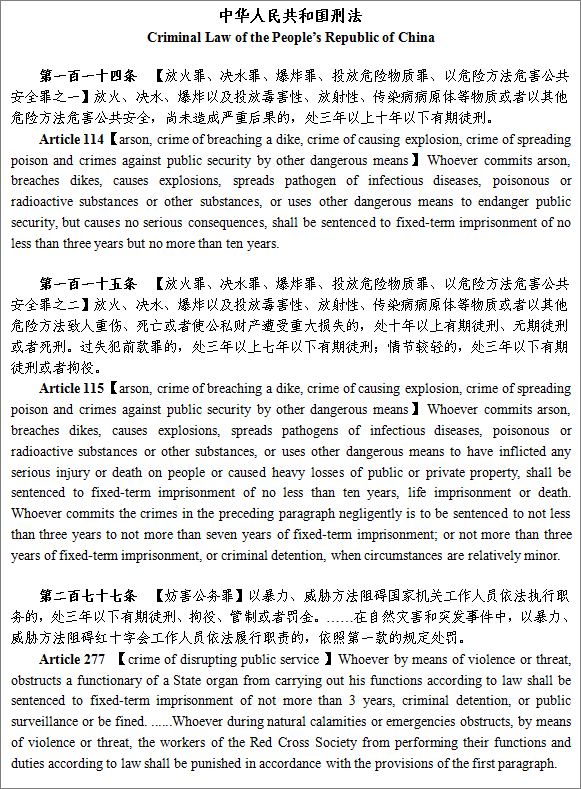 中华人民共和国刑法
Criminal Law of the People's Republic of China
第一百一十四条 【放火罪、决水罪、爆炸罪、投放危险物质罪、以危险方法危害公共
安全罪之一】放火、决水、爆炸以及投放毒害性、放射性、传染病病原体等物质或者以其他
危险方法危害公共安全，尚未造成严重后果的，处三年以上十年以下有期徒刑。
Article 114【arson, crime of breaching a dike, crime of causing explosion, crime of spreading
poison and crimes against public security by other dangerous means】Whoever commits arson,
breaches dikes, causes explosions, spreads pathogen of infectious diseases, poisonous or
radioactive substances or other substances, or uses other dangerous means to endanger public
security, but causes no serious consequences, shall be sentenced to fixed-term imprisonment of no
less than three years but no more than ten years.
第一百一十五条 【放火罪、决水罪、爆炸罪、投放危险物质罪、以危险方法危害公共
安全罪之二】放火、决水、爆炸以及投放毒害性、放射性、传染病病原体等物质或者以其他
危险方法致人重伤、死亡或者使公私财产遭受重大损失的，处十年以上有期徒刑、无期徒刑
或者死刑。过失犯前款罪的，处三年以上七年以下有期徒刑；情节较轻的，处三年以下有期
徒刑或者拘役。
Article 115【arson, crime of breaching a dike, crime of causing explosion, crime of spreading
poison and crimes against public security by other dangerous means】Whoever commits arson,
breaches dikes, causes explosions, spreads pathogens of infectious diseases, poisonous or
radioactive substances or other substances, or uses other dangerous means to have inflicted any
serious injury or death on people or caused heavy losses of public or private property, shall be
sentenced to fixed-term imprisonment of no less than ten years, life imprisonment or death.
Whoever commits the crimes in the preceding paragraph negligently is to be sentenced to not less
than three years to not more than seven years of fixed-term imprisonment; or not more than three
years of fixed-term imprisonment, or criminal detention, when circumstances are relatively minor.
第二百七十七条 【妨害公务罪】以暴力、威胁方法阻碍国家机关工作人员依法执行职
务的，处三年以下有期徒刑、拘役、管制或者罚金。……在自然灾害和突发事件中，以暴力、
威胁方法阻碍红十字会工作人员依法履行职责的，依照第一款的规定处罚。
Article 277 【crime of disrupting public service 】Whoever by means of violence or threat,
obstructs a functionary of a State organ from carrying out his functions according to law shall be
sentenced to fixed-term imprisonment of not more than 3 years, criminal detention, or public
surveillance or be fined. ......Whoever during natural calamities or emergencies obstructs, by means
of violence or threat, the workers of the Red Cross Society from performing their functions and
duties according to law shall be punished in accordance with the provisions of the first paragraph.